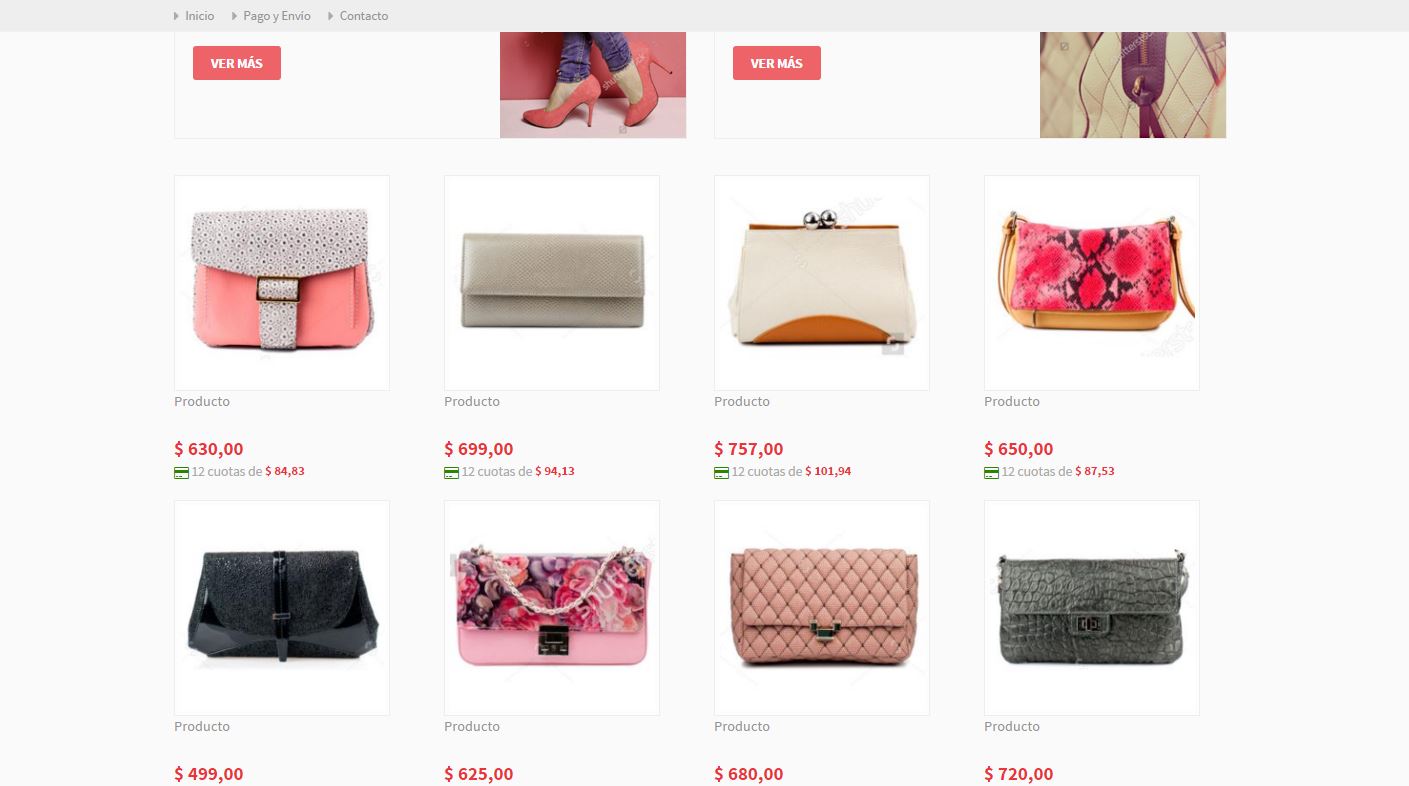 Inicio Pago y Envío Contacto
VER MÁS VER MÁS
Producto Producto Producto Producto
$ 630,00 $ 699,00 $ 757,00 $ 650,00
12 cuotas de $ 84,83 12 cuotas de $ 94,13 12 cuotas de $ 101,94 12 cuotas de $ 87,53
Producto Producto Producto Producto
$ 499,00 $ 625,00 $ 680,00 $ 720,00